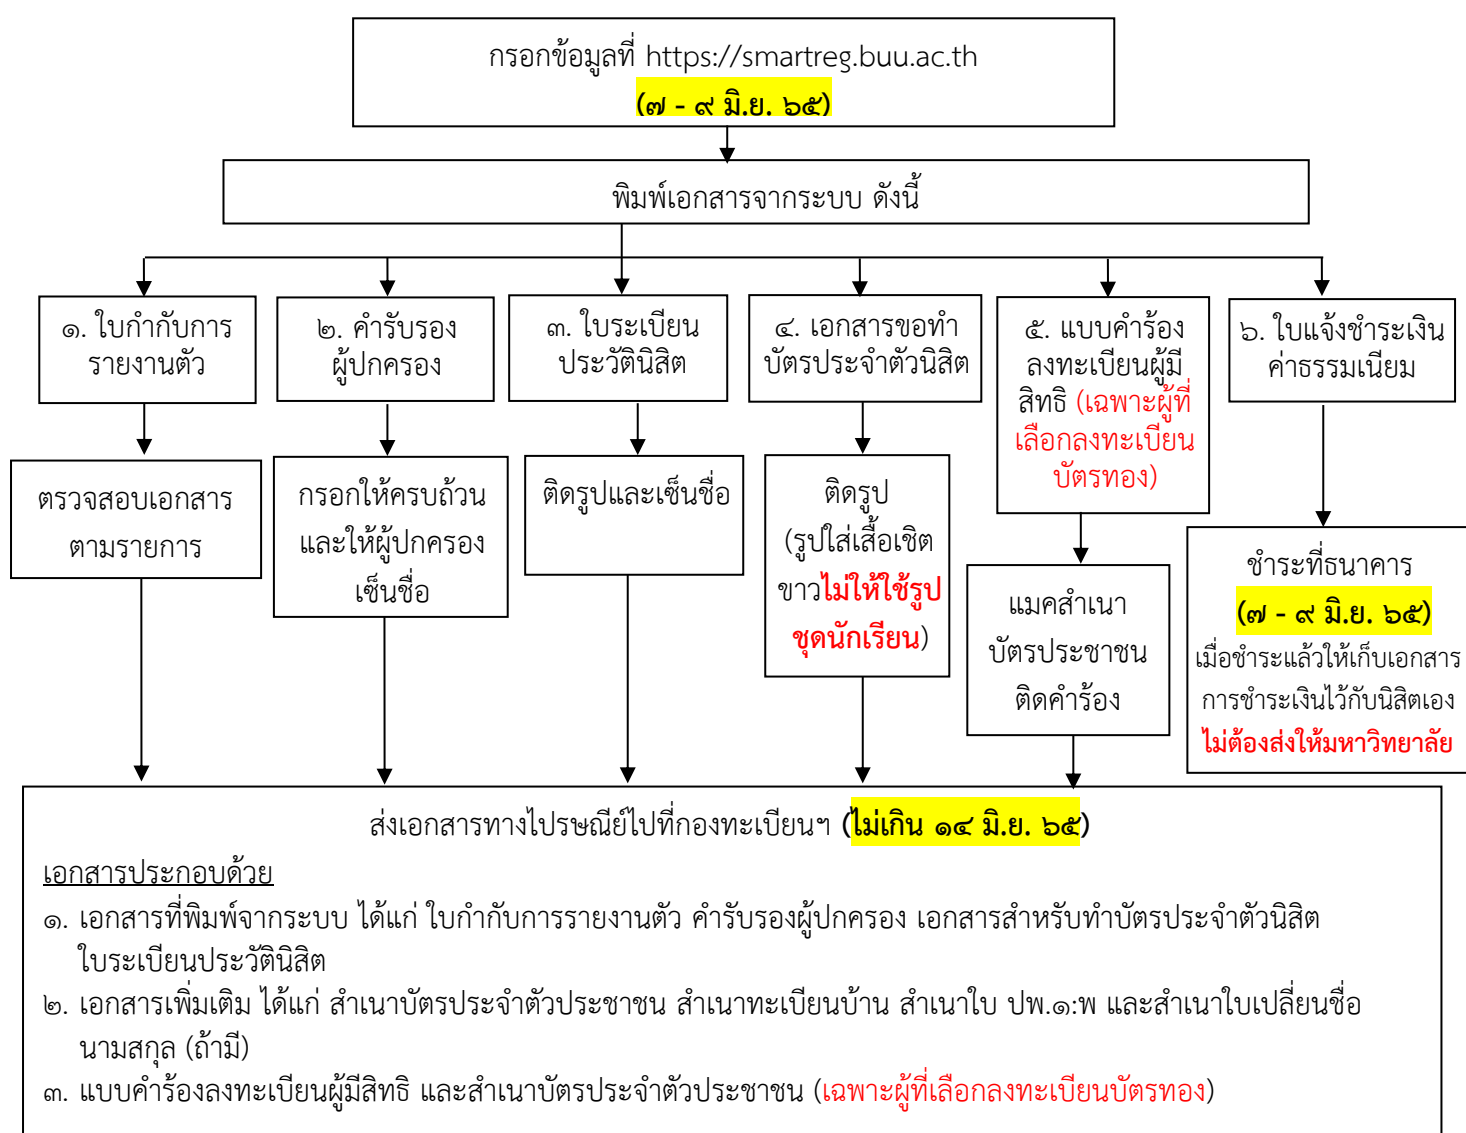 กรอกข้อมูลที่ https://smartreg.buu.ac.th
(๗ - ๙ มิ.ย. ๖๕)
พิมพ์เอกสารจากระบบ ดังนี้
๑. ใบกำกับการ
รายงานตัว
๒. คำรับรอง
ผู้ปกครอง
๓. ใบระเบียน
ประวัตินิสิต
๔. เอกสารขอทำ
บัตรประจำตัวนิสิต
๕. แบบคำร้อง
ลงทะเบียนผู้มี
สิทธิ (เฉพาะผู้ที่
เลือกลงทะเบียน
บัตรทอง)
๖. ใบแจ้งชำระเงิน
ค่าธรรมเนียม
ตรวจสอบเอกสาร
ตามรายการ
กรอกให้ครบถ้วน
และให้ผู้ปกครอง
เซ็นชื่อ
ติดรูปและเซ็นชื่อ
ติดรูป
(รูปใส่เสื้อเชิต
ขาวไม่ให้ใช้รูป
ชุดนักเรียน)
แมคสำเนา
บัตรประชาชน
ติดคำร้อง
ชำระที่ธนาคาร
(๗ - ๙ มิ.ย. ๖๕)
เมื่อชำระแล้วให้เก็บเอกสาร
การชำระเงินไว้กับนิสิตเอง
ไม่ต้องส่งให้มหาวิทยาลัย
ส่งเอกสารทางไปรษณีย์ไปที่กองทะเบียนฯ (ไม่เกิน ๑๔ มิ.ย. ๖๕)
เอกสารประกอบด้วย
๑. เอกสารที่พิมพ์จากระบบ ได้แก่ ใบกำกับการรายงานตัว คำรับรองผู้ปกครอง เอกสารสำหรับทำบัตรประจำตัวนิสิต
ใบระเบียนประวัตินิสิต
๒. เอกสารเพิ่มเติม ได้แก่ สำเนาบัตรประจำตัวประชาชน สำเนาทะเบียนบ้าน สำเนาใบ ปพ.๑:พ และสำเนาใบเปลี่ยนชื่อ
นามสกุล (ถ้ามี)
๓. แบบคำร้องลงทะเบียนผู้มีสิทธิ และสำเนาบัตรประจำตัวประชาชน (เฉพาะผู้ที่เลือกลงทะเบียนบัตรทอง)